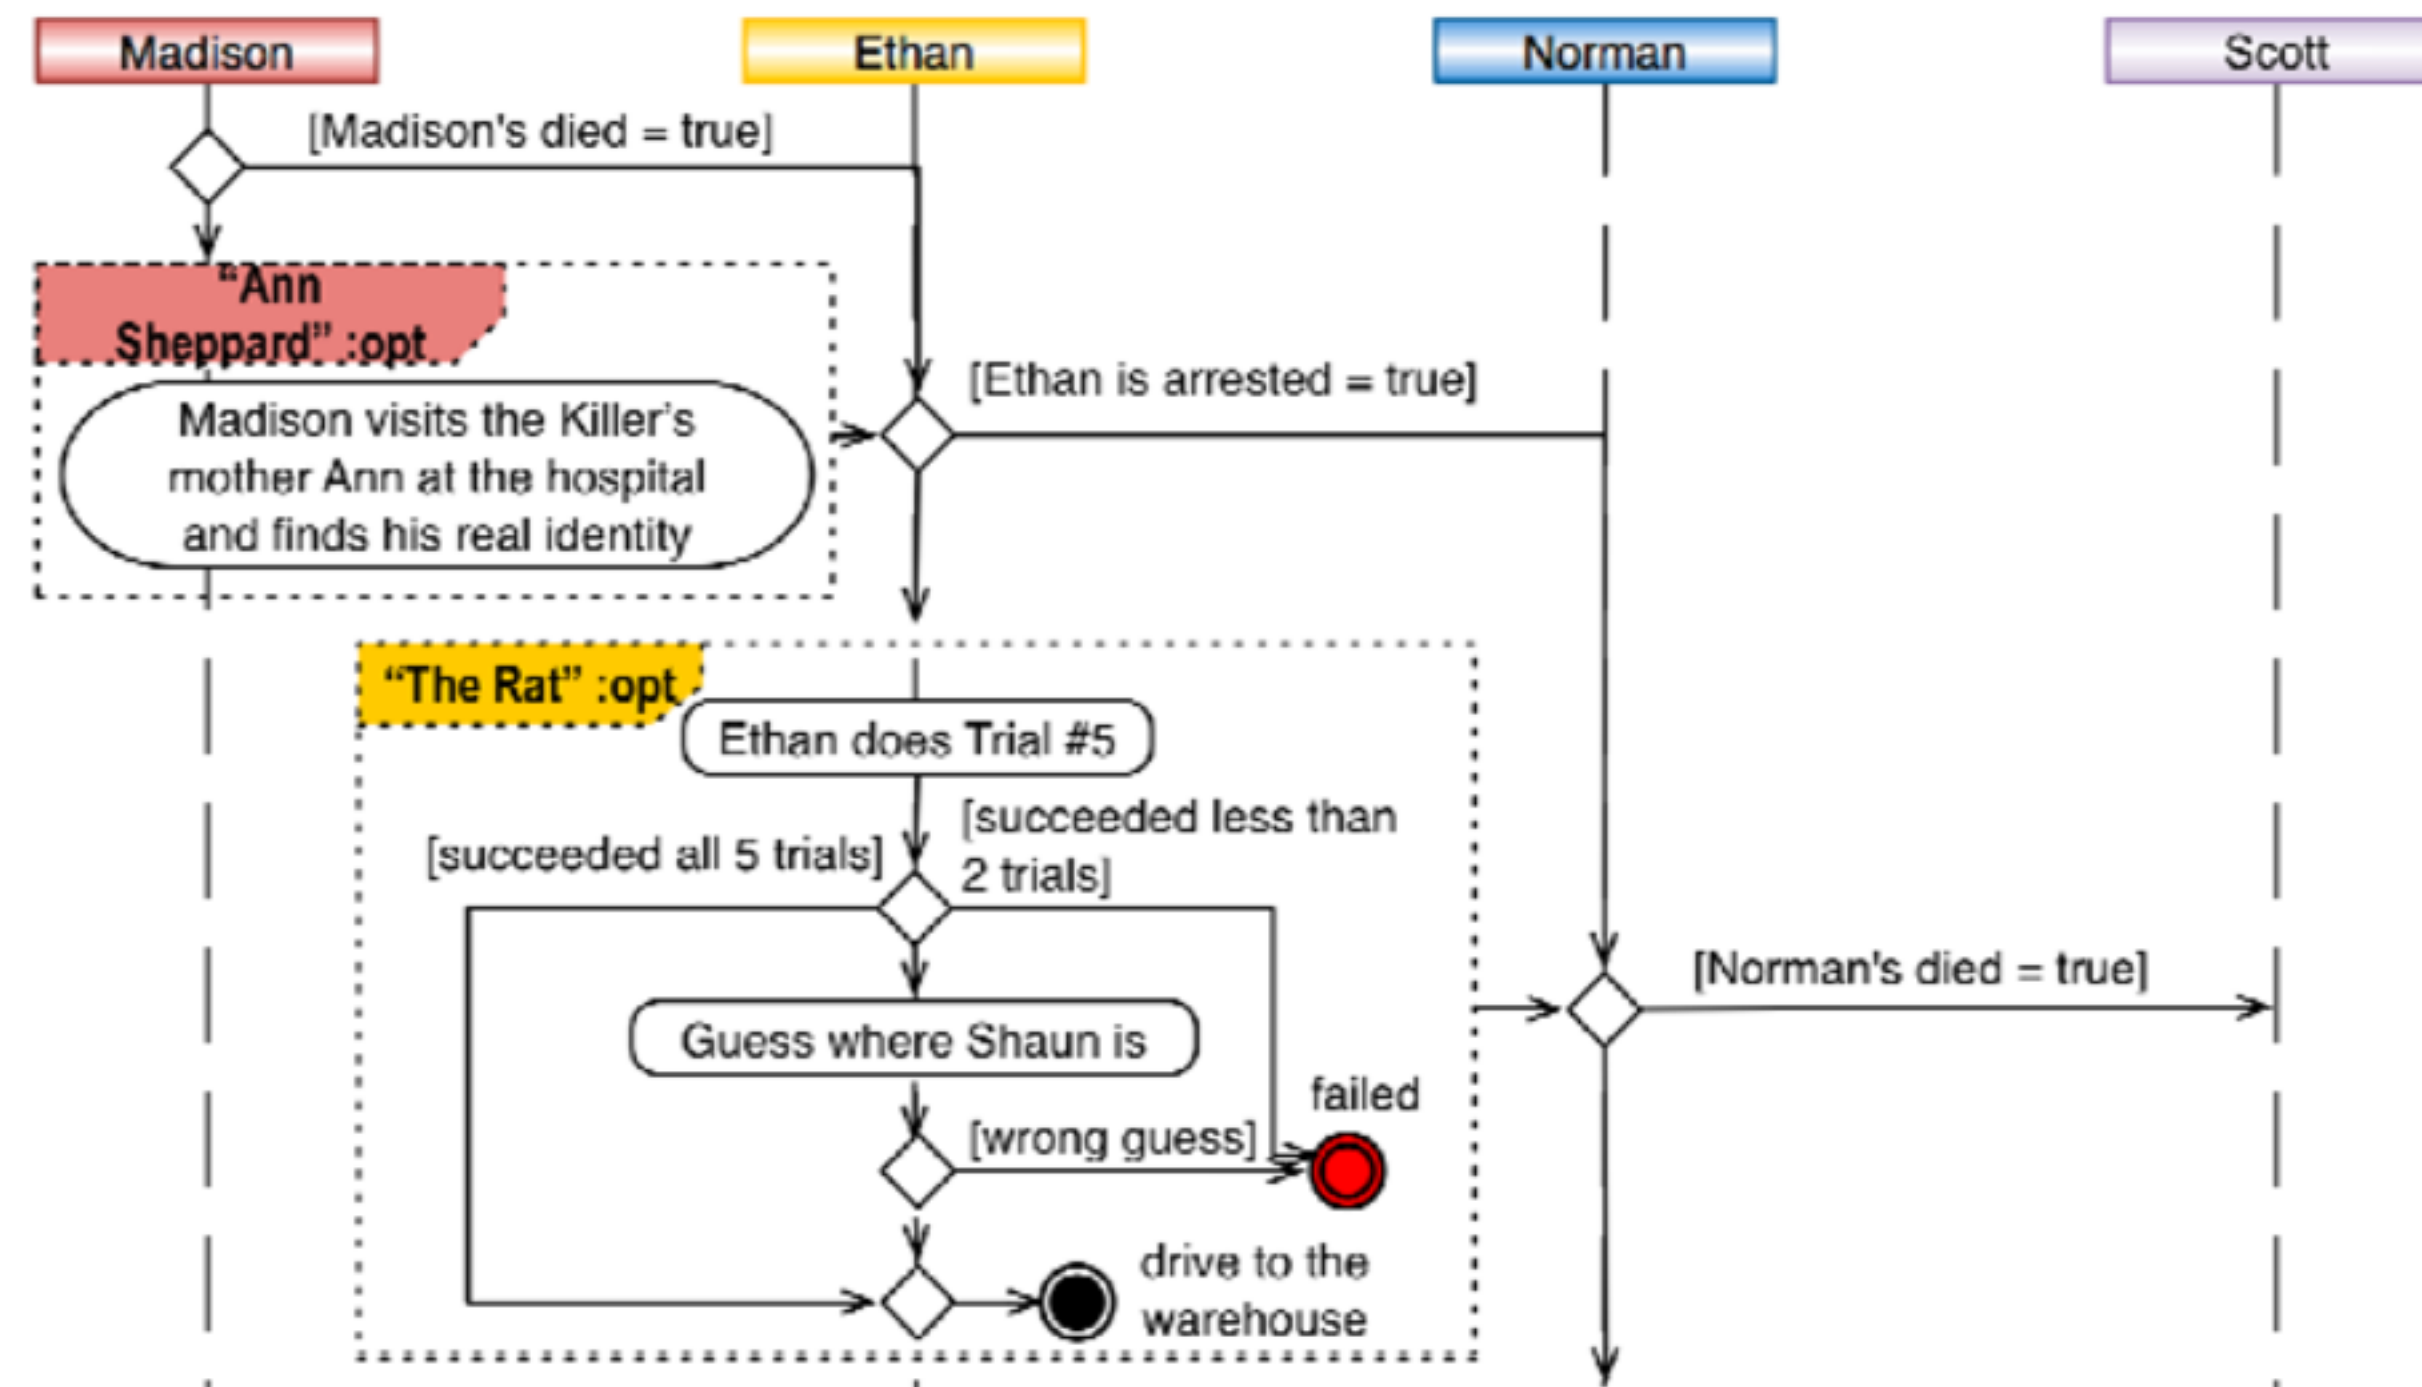 Madison
Ethan
Norman
Scott
[Madison's died = true]
“Ann
Sheppard” :opt
[Ethan is arrested = true]
Madison visits the Killer’s
mother Ann at the hospital
and finds his real identity
“The Rat” :opt
Ethan does Trial #5
[succeeded all 5 trials]
[succeeded less than
2 trials]
[Norman's died = true]
Guess where Shaun is
failed
[wrong guess]
drive to the
warehouse